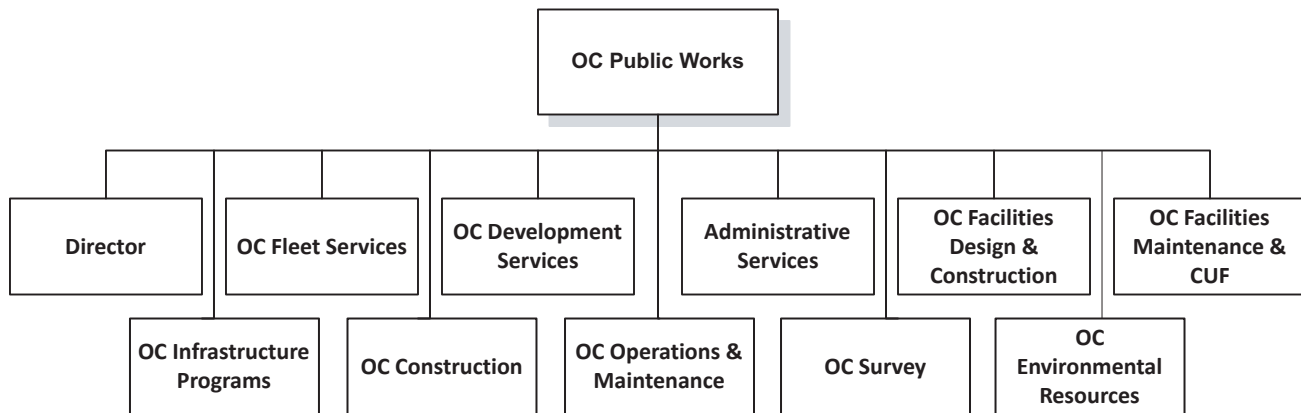 OC Public Works
Director
OC Fleet Services
OC Development
Services
Administrative
Services
OC Facilities
Design &
Construction
OC Facilities
Maintenance &
CUF
OC Infrastructure
Programs
OC Construction
OC Operations &
Maintenance
OC Survey
OC
Environmental
Resources